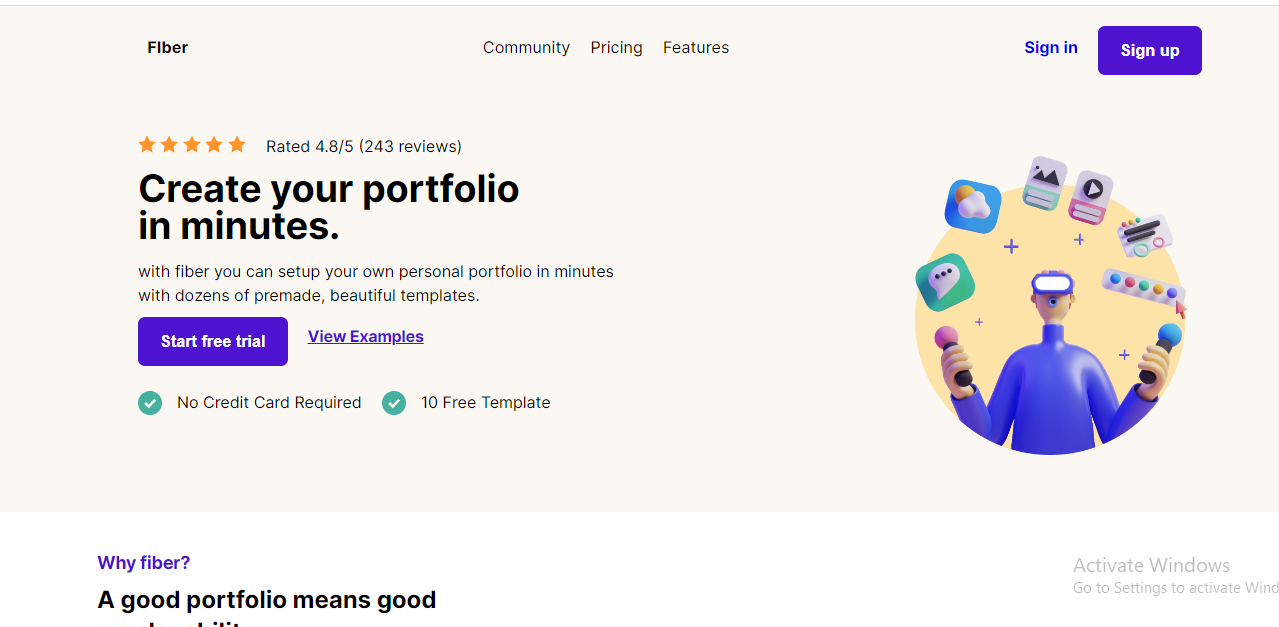 FIber
Community Pricing Features
Sign in
Sign up
Rated 4.8/5 (243 reviews)
Create your portfolio
in minutes.
with fiber you can setup your own personal portfolio in minutes
with dozens of premade, beautiful templates.
Start free trial
View Examples
No Credit Card Required
10 Free Template
Why fiber?
A good portfolio means good
Activate Windows
Go to Settings to activate Wind